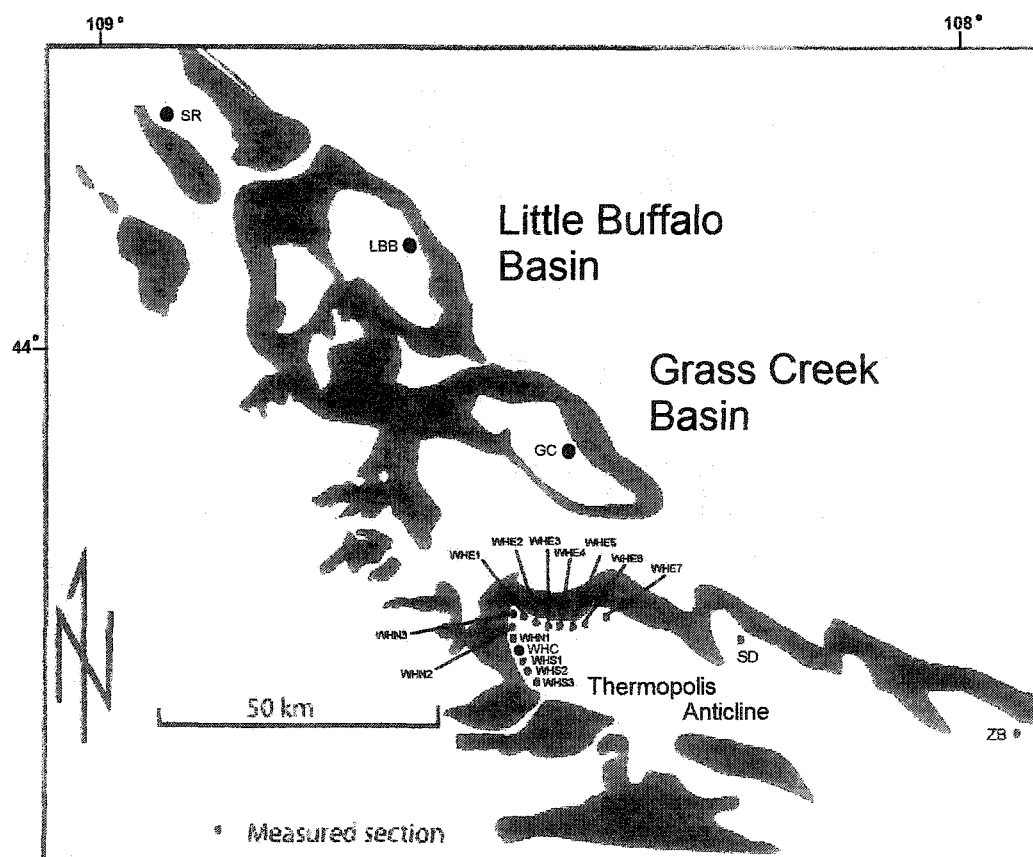 109°
108°
SR
Little Buffalo
Basin
LBB
44°
Grass Creek
Basin
GC
WHE1
WHE2
WHE3
WHE4
WHE5
WHE6
WHE7
WHN3
WHN1
WHC
WHN2
WHS1
WHS2
WHS3
SD
Thermopolis
Anticline
50 km
ZB
N
Measured section